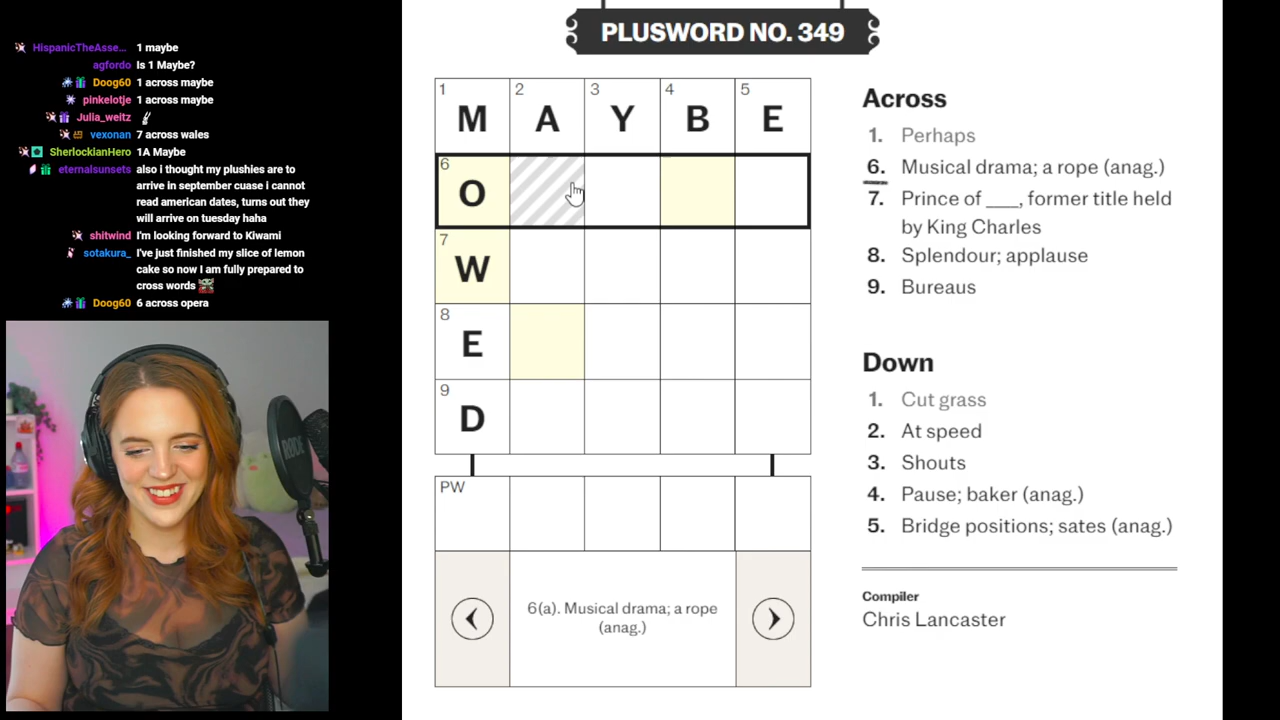 HispanicTheAsse... 1 maybe
agfordo Is 1 Maybe?
Doog60 1 across maybe
pinkelotje 1 across maybe
Julia_weitz
vexonan 7 across wales
SherlockianHero 1A Maybe
eternalsunsets also i thought my plushies are to
arrive in september cuase i cannot
read american dates, turns out they
will arrive on tuesday haha
shitwind I'm looking forward to Kiwami
sotakura_ I've just finished my slice of lemon
cake so now I am fully prepared to
cross words
Doog60 6 across opera
RØDE
PLUSWORD NO. 349
1 2 3 4 5
M A Y B E
6
O
7
W
8
E
9
D
PW
6(a). Musical drama; a rope
(anag.)
Across
1. Perhaps
6. Musical drama; a rope (anag.)
7. Prince of ___, former title held
by King Charles
8. Splendour; applause
9. Bureaus
Down
1. Cut grass
2. At speed
3. Shouts
4. Pause; baker (anag.)
5. Bridge positions; sates (anag.)
Compiler
Chris Lancaster